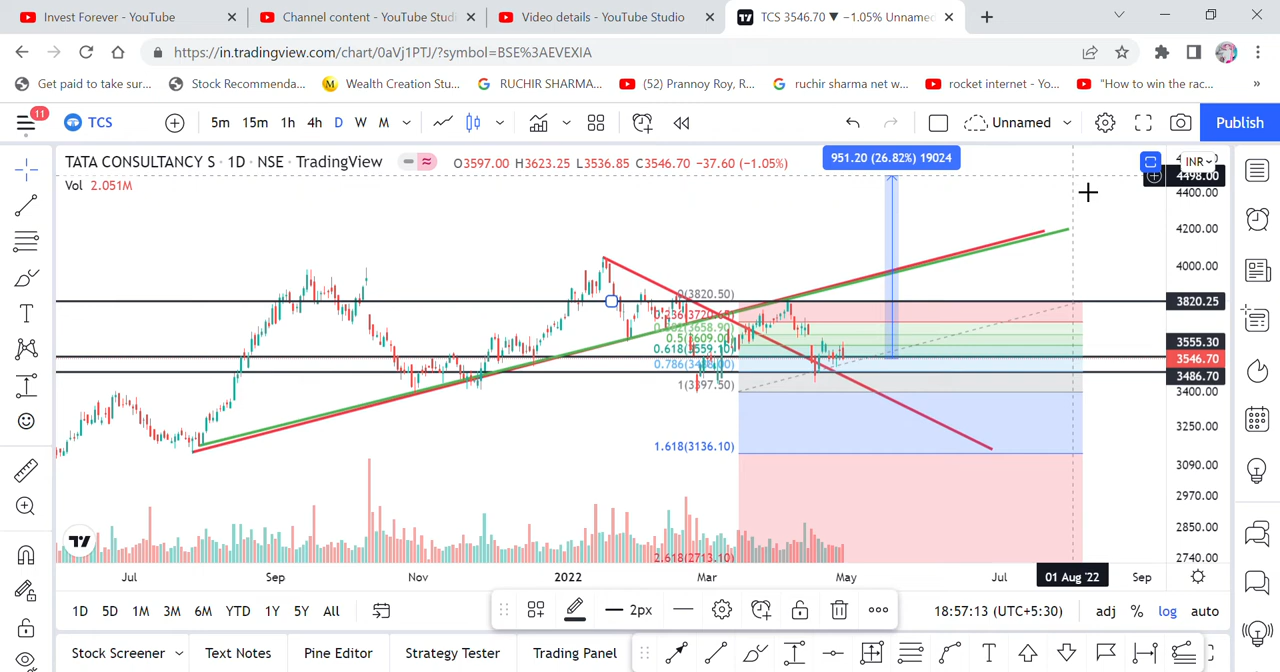 Invest Forever - YouTube
Channel content - YouTube Studi
Video details - YouTube Studio
TCS 3546.70 ▼ −1.05% Unnamed
https://in.tradingview.com/chart/0aVj1PTJ/?symbol=BSE%3AEVEXIA
Get paid to take sur...
Stock Recommenda...
M Wealth Creation Stu...
RUCHIR SHARMA...
(52) Prannoy Roy, R...
ruchir sharma net w...
rocket internet - Yo...
"How to win the rac...
»
11
TCS
5m 15m 1h 4h D W M
Unnamed
Publish
TATA CONSULTANCY S · 1D · NSE · TradingView
O3597.00 H3623.25 L3536.85 C3546.70 −37.60 (−1.05%)
Vol 2.051M
951.20 (26.82%) 19024
INR
4498.00
4400.00
4200.00
4000.00
3820.25
3555.30
3546.70
3486.70
3400.00
3250.00
3090.00
2970.00
2850.00
2740.00
0(3820.50)
0.236(3720.65)
0.5(3609.00)
0.618(3559.10)
1(3397.50)
1.618(3136.10)
2.618(2713.10)
Jul Sep Nov 2022 Mar May Jul 01 Aug '22 Sep
1D 5D 1M 3M 6M YTD 1Y 5Y All
2px
18:57:13 (UTC+5:30)
adj % log auto
Stock Screener
Text Notes
Pine Editor
Strategy Tester
Trading Panel